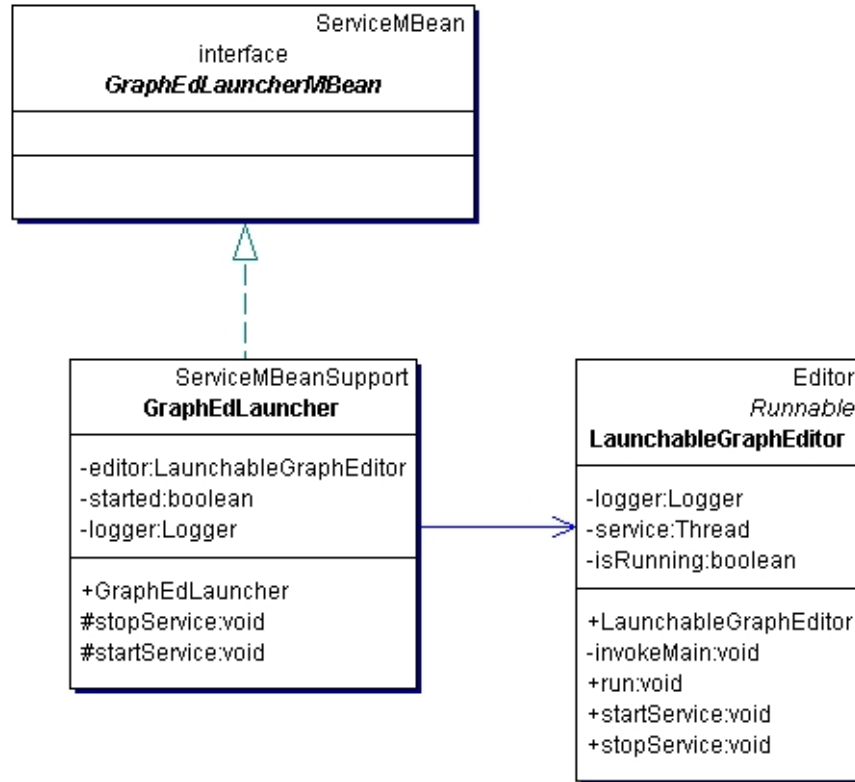 ServiceMBean
interface
GraphEdLauncherMBean
ServiceMBeanSupport
GraphEdLauncher
-editor:LaunchableGraphEditor
-started:boolean
-logger:Logger
+GraphEdLauncher
#stopService:void
#startService:void
Editor
Runnable
LaunchableGraphEditor
-logger:Logger
-service:Thread
-isRunning:boolean
+LaunchableGraphEditor
-invokeMain:void
+run:void
+startService:void
+stopService:void